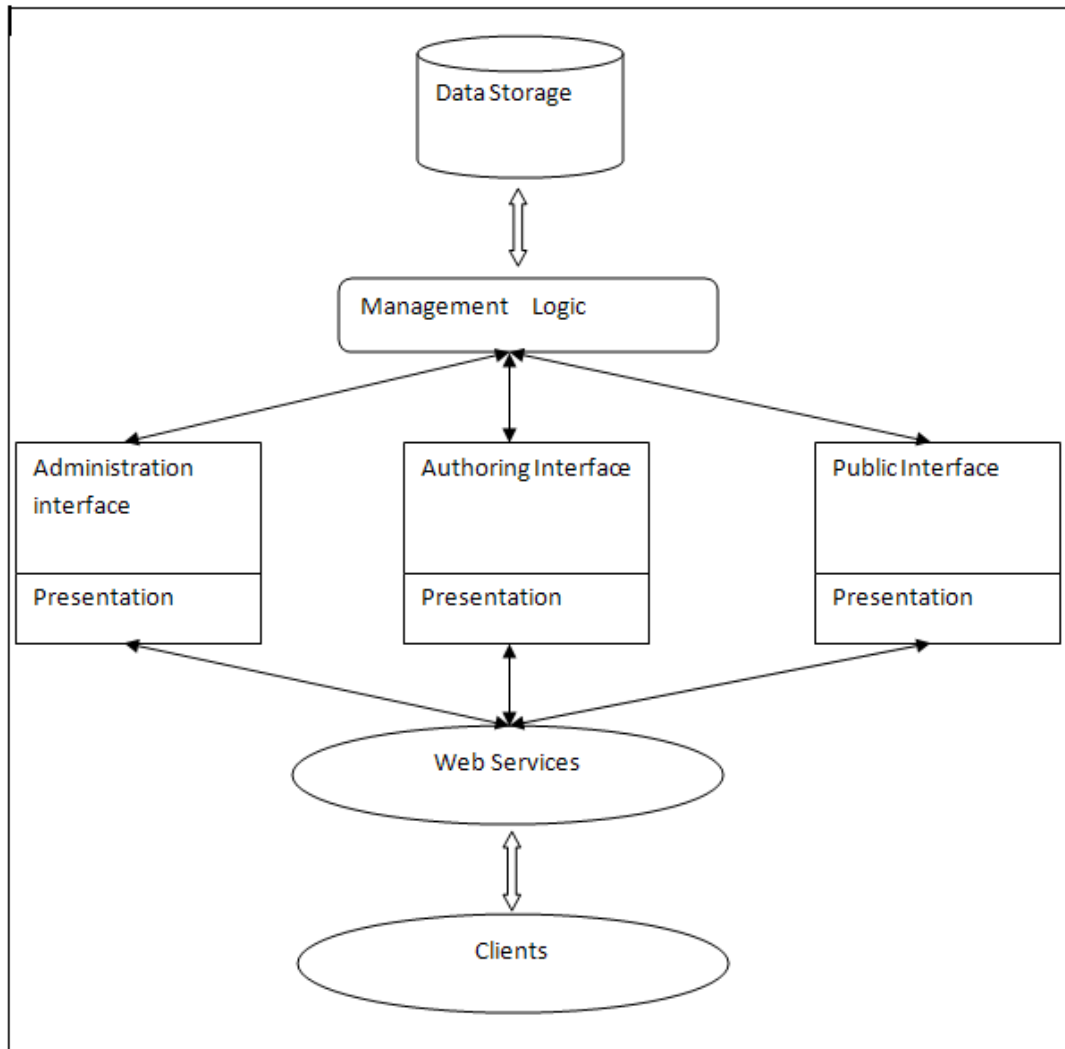 Data Storage
Management Logic
Administration
interface
Authoring Interface
Public Interface
Presentation
Presentation
Presentation
Web Services
Clients